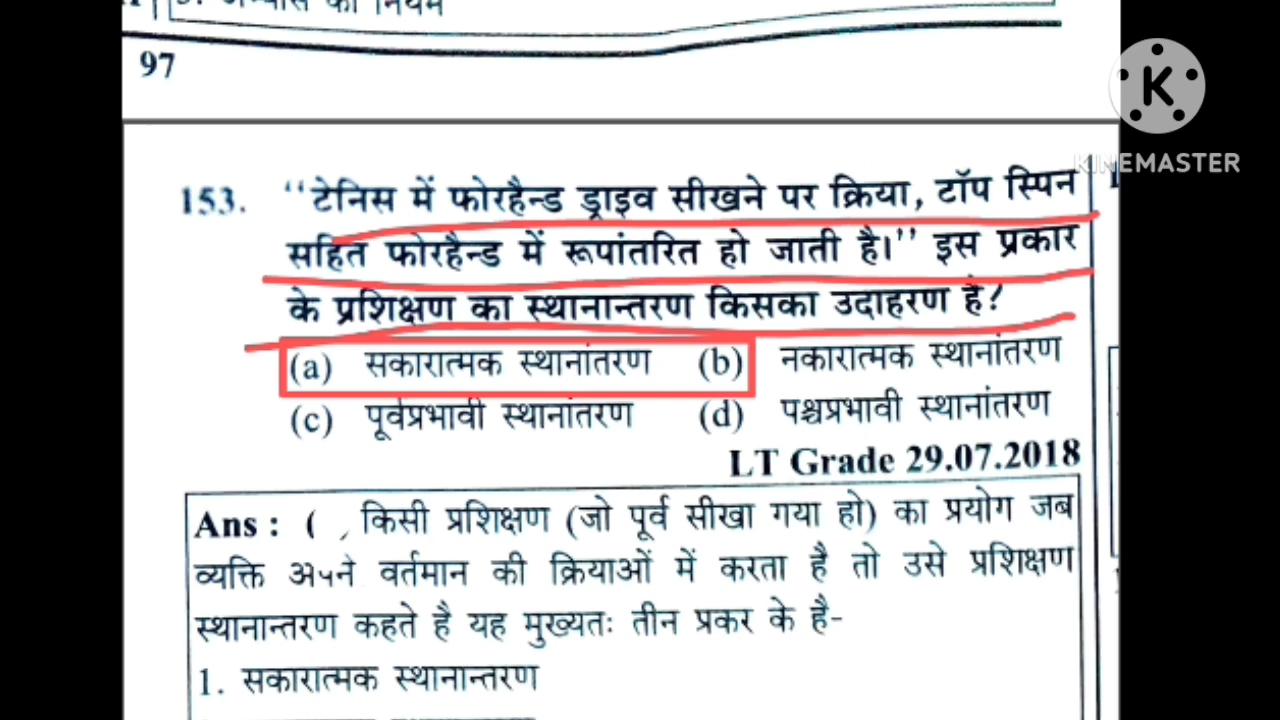 3. अभ्यास का नियम
97
K
KINEMASTER
153. ‘‘टेनिस में फोरहैन्ड ड्राइव सीखने पर क्रिया, टॉप स्पिन
सहित फोरहैन्ड में रूपांतरित हो जाती है।’’ इस प्रकार
के प्रशिक्षण का स्थानान्तरण किसका उदाहरण है?
(a) सकारात्मक स्थानांतरण (b) नकारात्मक स्थानांतरण
(c) पूर्वप्रभावी स्थानांतरण (d) पश्चप्रभावी स्थानांतरण
LT Grade 29.07.2018
Ans : ( किसी प्रशिक्षण (जो पूर्व सीखा गया हो) का प्रयोग जब
व्यक्ति अपने वर्तमान की क्रियाओं में करता है तो उसे प्रशिक्षण
स्थानान्तरण कहते है यह मुख्यतः तीन प्रकर के है-
1. सकारात्मक स्थानान्तरण